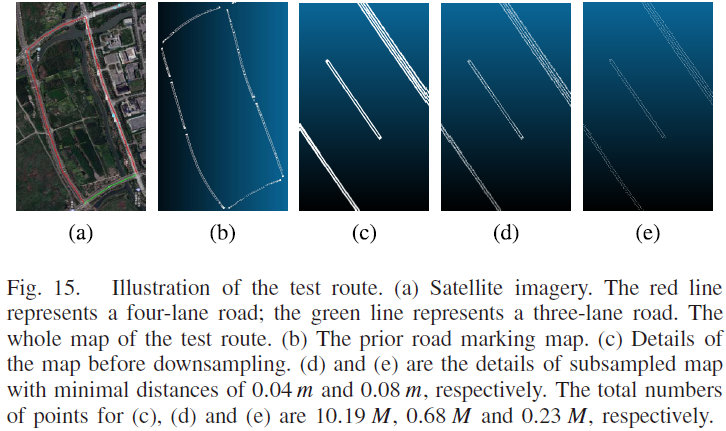 (a) (b) (c) (d) (e)
Fig. 15. Illustration of the test route. (a) Satellite imagery. The red line
represents a four-lane road; the green line represents a three-lane road. The
whole map of the test route. (b) The prior road marking map. (c) Details of
the map before downsampling. (d) and (e) are the details of subsampled map
with minimal distances of 0.04 m and 0.08 m, respectively. The total numbers
of points for (c), (d) and (e) are 10.19 M, 0.68 M and 0.23 M, respectively.